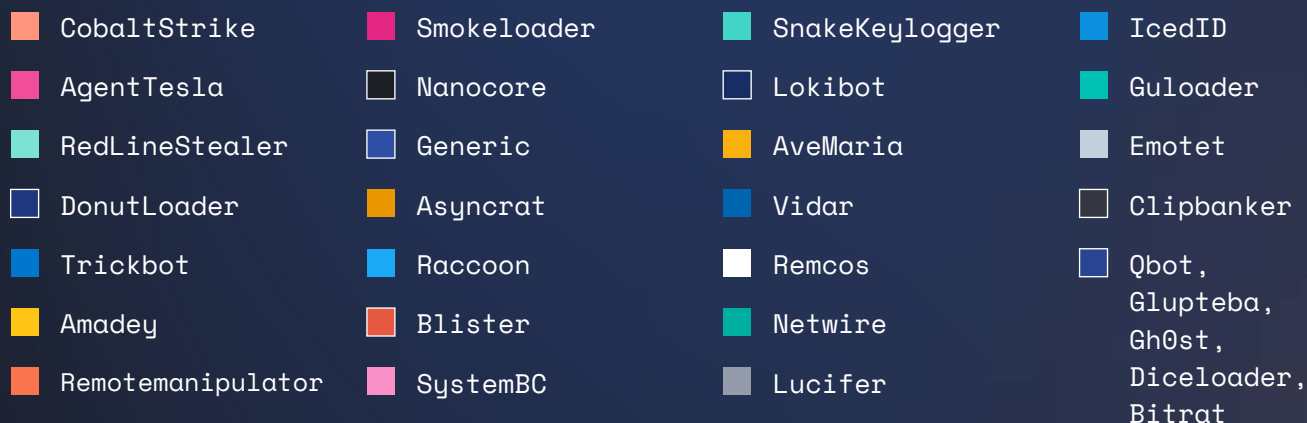 CobaltStrike
AgentTesla
RedLineStealer
DonutLoader
Trickbot
Amadey
Remotemanipulator
Smokeloader
Nanocore
Generic
Asyncrat
Raccoon
Blister
SystemBC
SnakeKeylogger
Lokibot
AveMaria
Vidar
Remcos
Netwire
Lucifer
IcedID
Guloader
Emotet
Clipbanker
Qbot,
Glupteba,
Gh0st,
Diceloader,
Bitrat